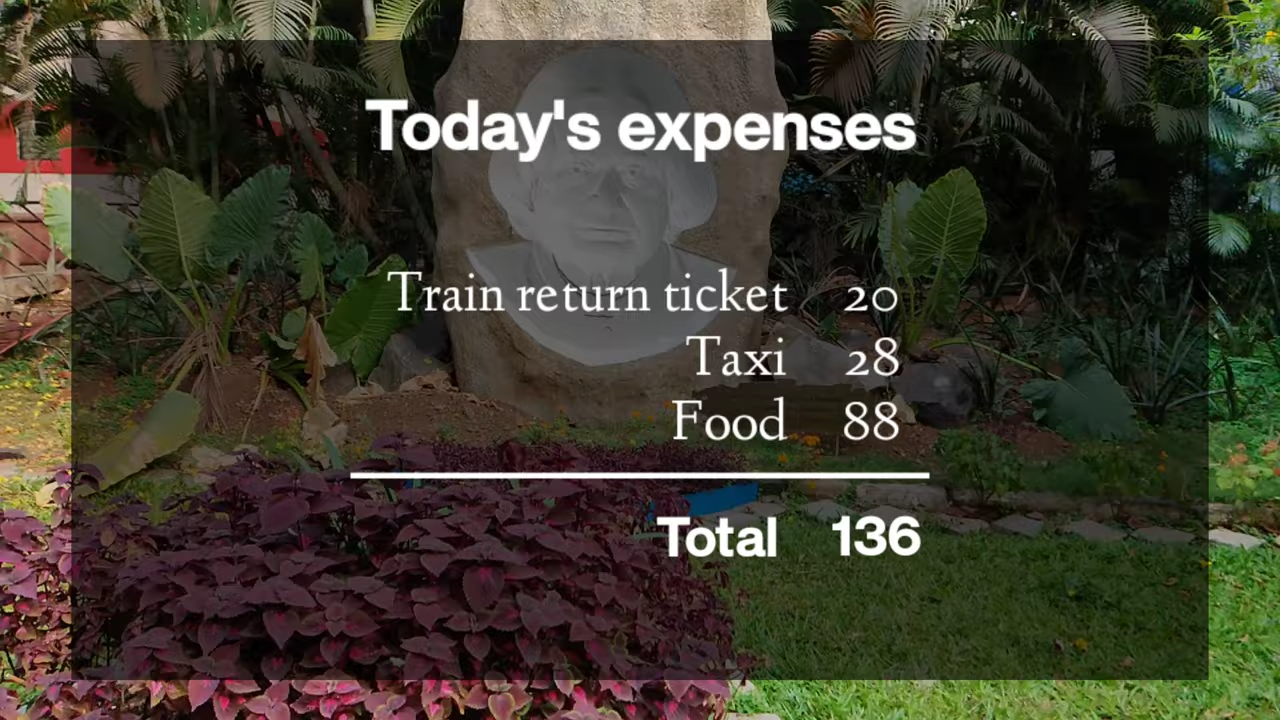 Today's expenses
Train return ticket 20
Taxi 28
Food 88
Total 136